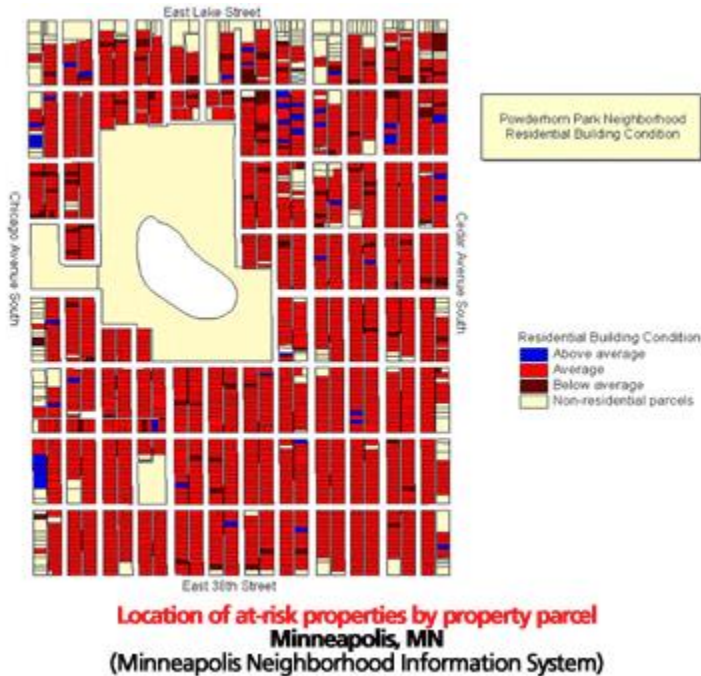 East Lake Street
Powderhorn Park Neighborhood
Residential Building Condition
Chicago Avenue South
Cedar Avenue South
Residential Building Condition
Above average
Average
Below average
Non-residential parcels
East 38th Street
Location of at-risk properties by property parcel
Minneapolis, MN
(Minneapolis Neighborhood Information System)